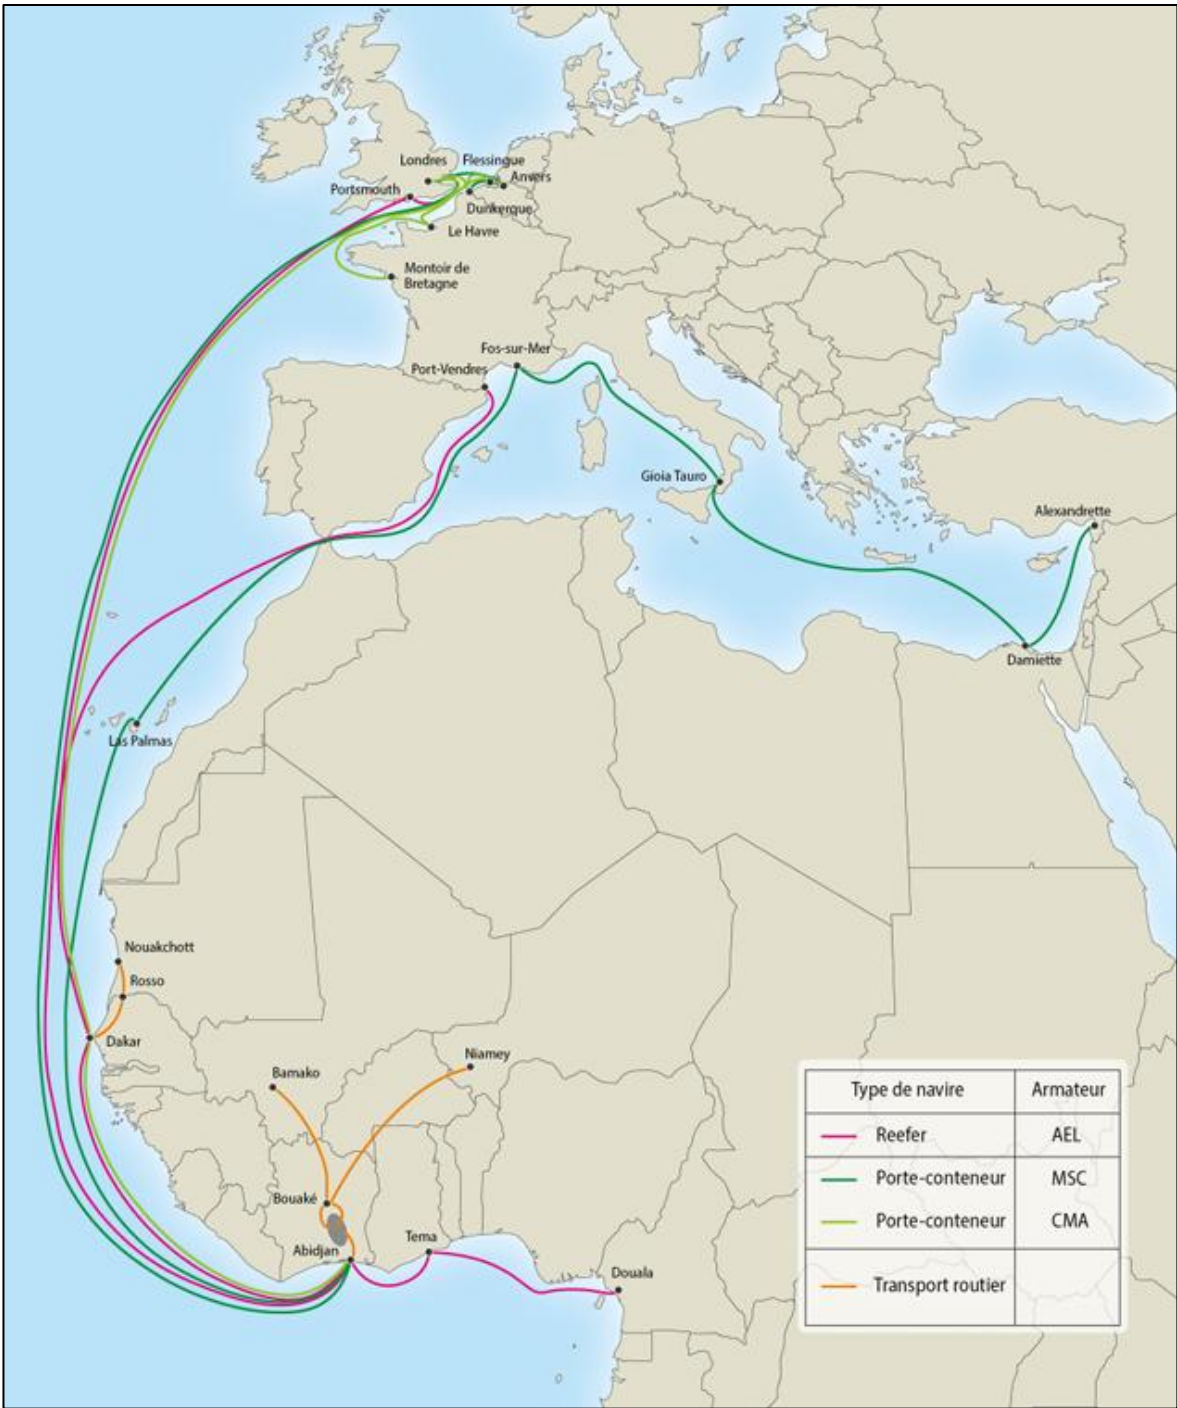 Londres
Flessingue
Anvers
Portsmouth
Dunkerque
Le Havre
Montoir de
Bretagne
Fos-sur-Mer
Port-Vendres
Gioia Tauro
Alexandrette
Damiette
Las Palmas
Nouakchott
Rosso
Dakar
Niamey
Bamako
Bouaké
Tema
Abidjan
Douala
Type de navire
Armateur
Reefer
AEL
Porte-conteneur
MSC
Porte-conteneur
CMA
Transport routier